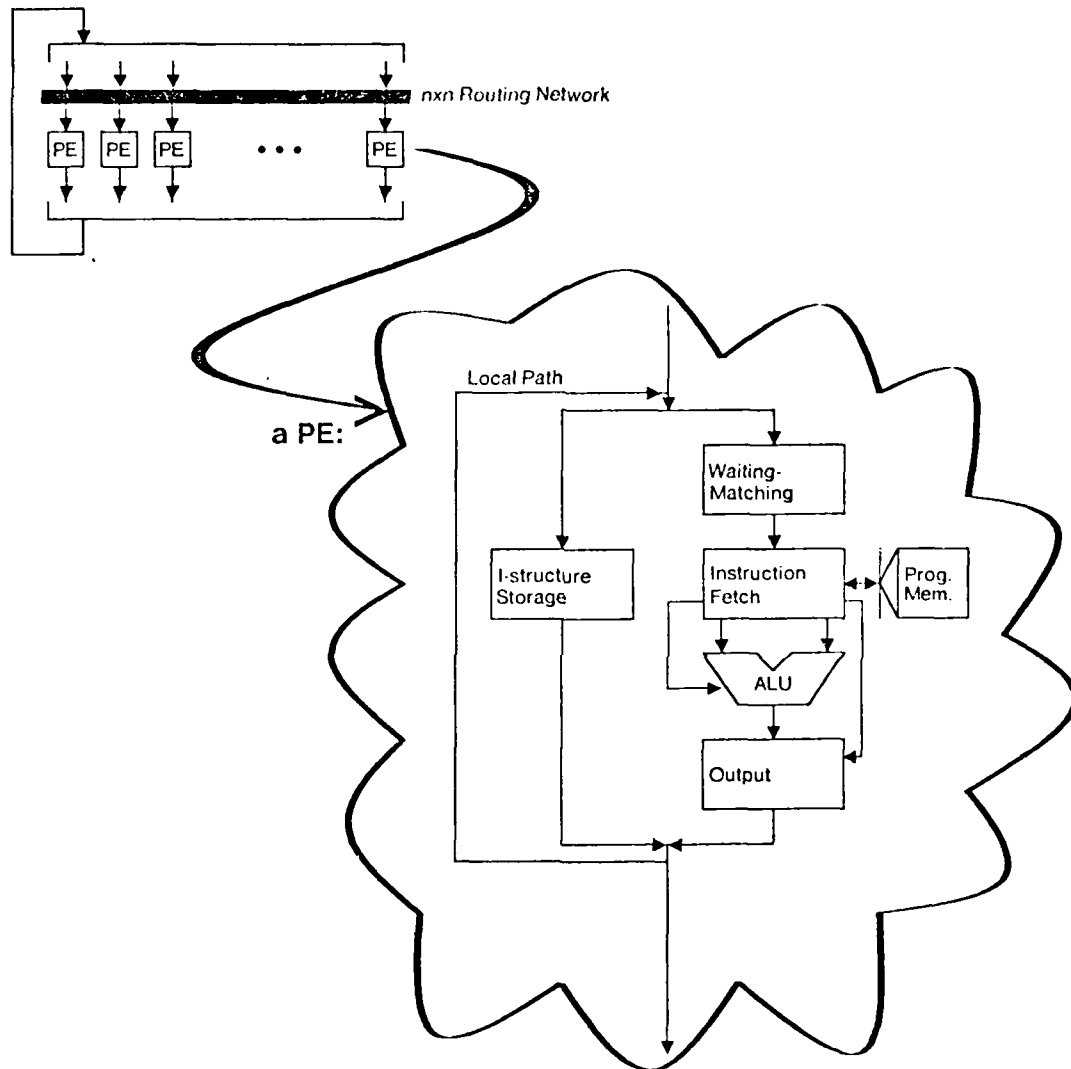 nxn Routing Network
PE PE PE • • • PE
Local Path
a PE:
Waiting-
Matching
I-structure
Storage
Instruction
Fetch
Prog.
Mem.
ALU
Output